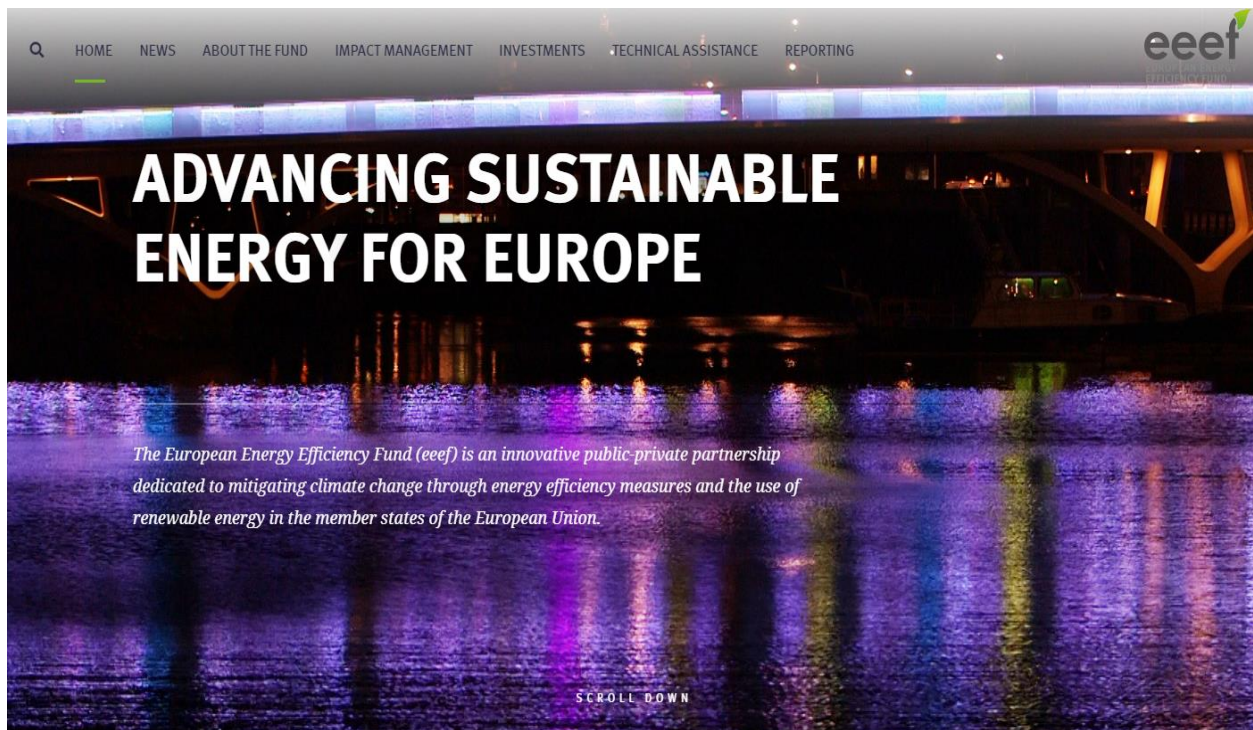 HOME NEWS ABOUT THE FUND IMPACT MANAGEMENT INVESTMENTS TECHNICAL ASSISTANCE REPORTING
eeef
EFFICIENCY FUND
ADVANCING SUSTAINABLE
ENERGY FOR EUROPE
The European Energy Efficiency Fund (eeef) is an innovative public-private partnership
dedicated to mitigating climate change through energy efficiency measures and the use of
renewable energy in the member states of the European Union.
SCROLL DOWN